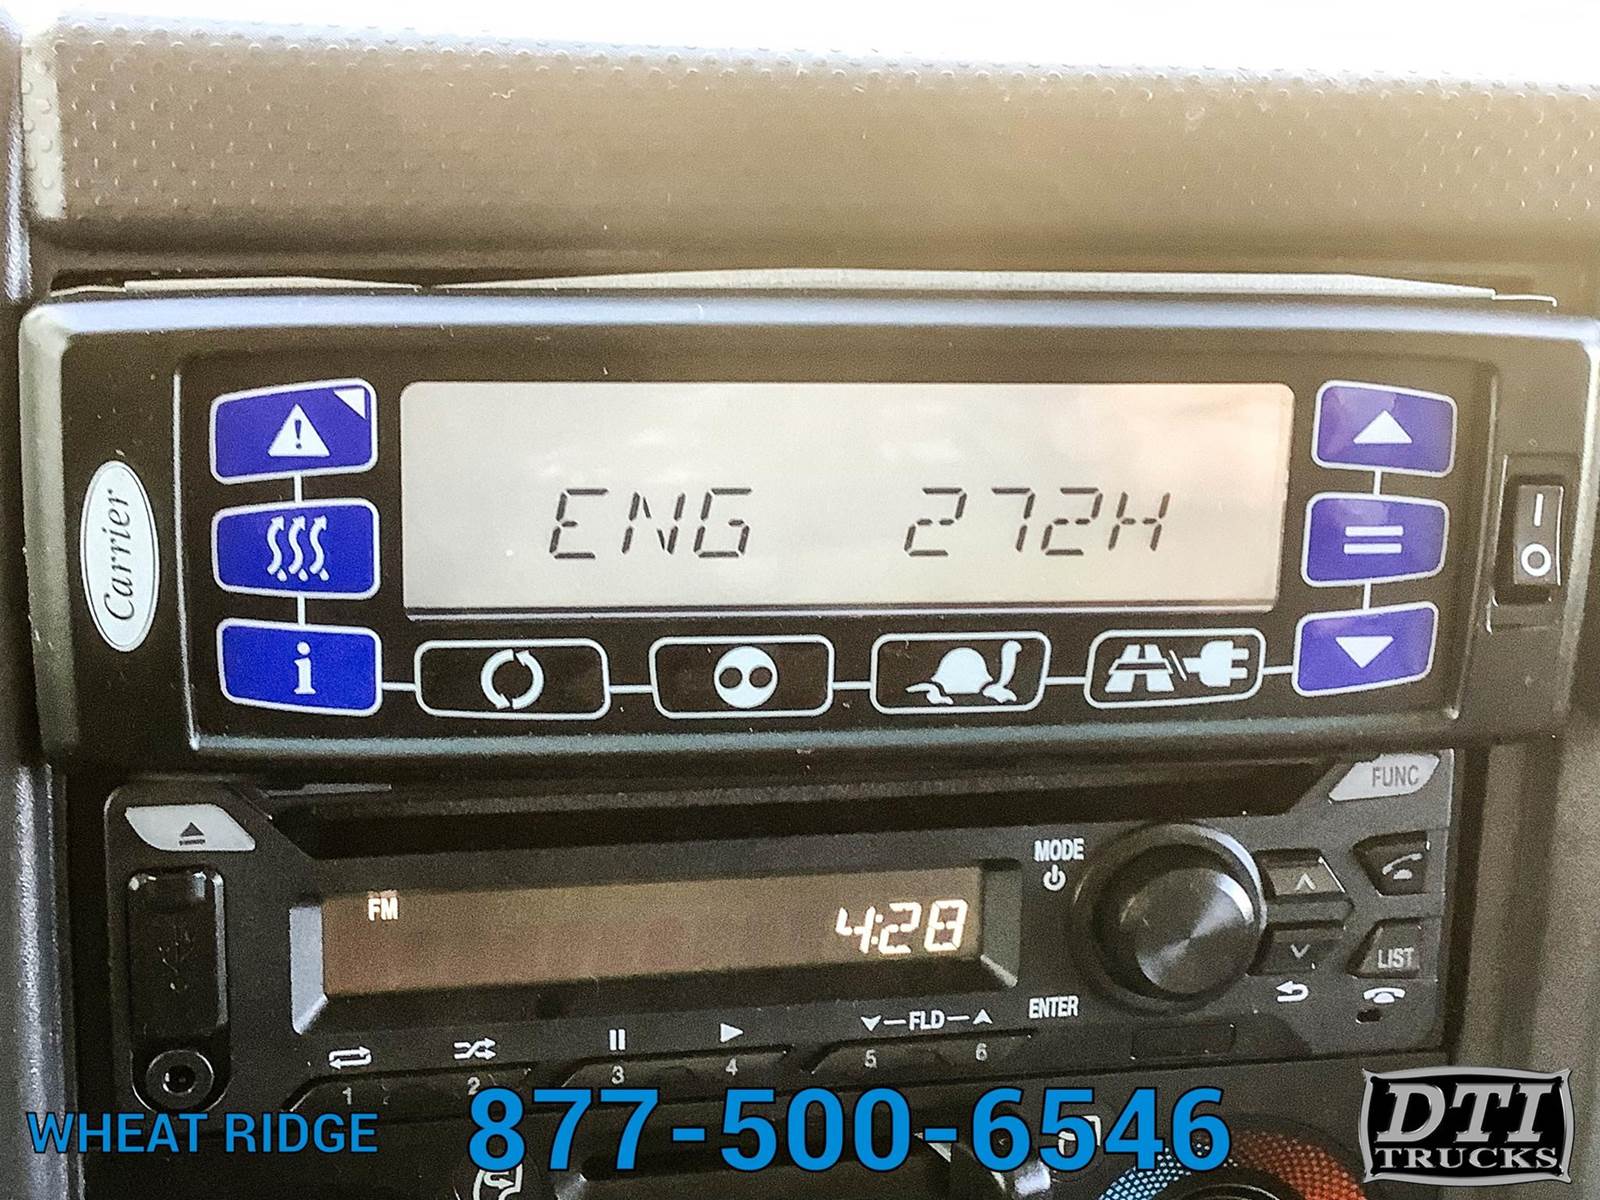 Carrier
ENG 272H
i
FUNC
MODE
FM 4:28
LIST
ENTER
FLD
1 2 3 4 5 6
WHEAT RIDGE 877-500-6546
DTI
TRUCKS